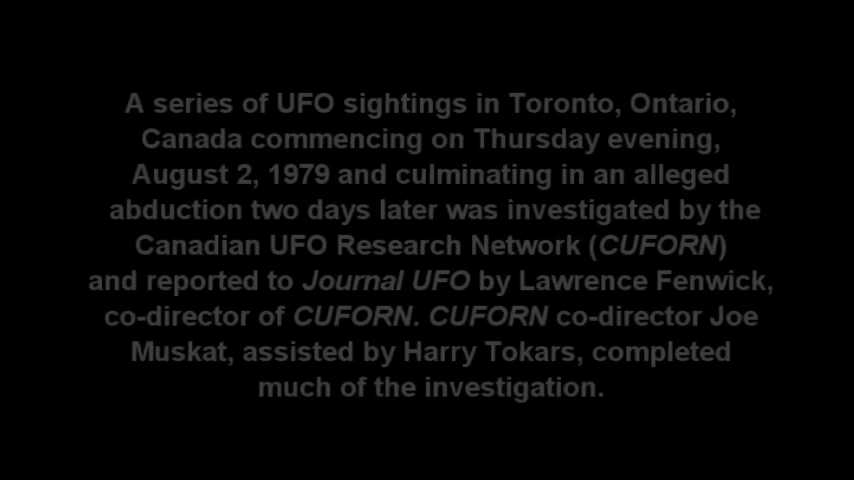 A series of UFO sightings in Toronto, Ontario,
Canada commencing on Thursday evening,
August 2, 1979 and culminating in an alleged
abduction two days later was investigated by the
Canadian UFO Research Network (CUFORN)
and reported to Journal UFO by Lawrence Fenwick,
co-director of CUFORN. CUFORN co-director Joe
Muskat, assisted by Harry Tokars, completed
much of the investigation.